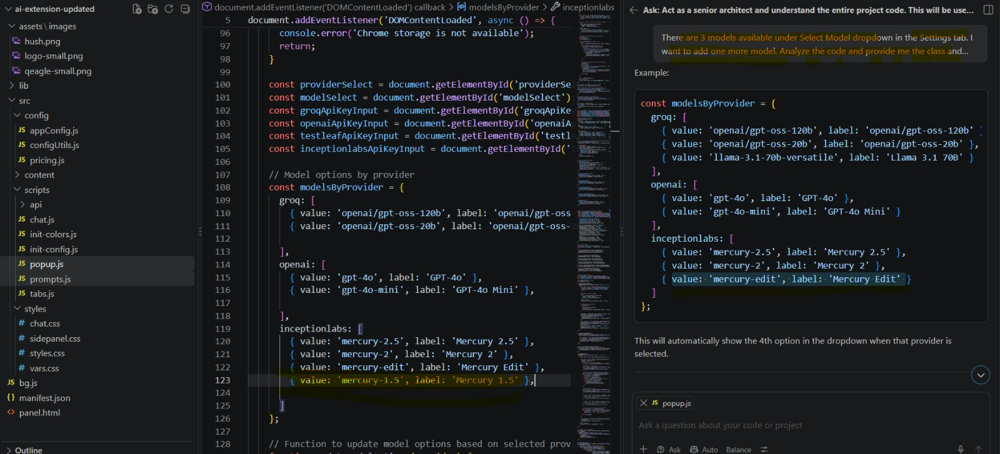 ai-extension-updated
assets\images
hush.png
logo-small.png
qeagle-small.png
lib
src
config
JS appConfig.js
JS configUtils.js
JS pricing.js
content
scripts
api
JS chat.js
JS init-colors.js
JS init-config.js
JS popup.js
JS prompts.js
JS tabs.js
styles
# chat.css
# sidepanel.css
# styles.css
# vars.css
JS bg.js
{} manifest.json
<> panel.html
Outline
document.addEventListener('DOMContentLoaded') callback > modelsByProvider > inceptionlabs
5 document.addEventListener('DOMContentLoaded', async () => {
96 console.error('Chrome storage is not available');
97 return;
98 }
99
100 const providerSelect = document.getElementById('providerSe
101 const modelSelect = document.getElementById('modelSelect');
102 const groqApiKeyInput = document.getElementById('groqApiKe
103 const openaiApiKeyInput = document.getElementById('openaiA
104 const testleafApiKeyInput = document.getElementById('testl
105 const inceptionlabsApiKeyInput = document.getElementById('
106
107 // Model options by provider
108 const modelsByProvider = {
109 groq: [
110 { value: 'openai/gpt-oss-120b', label: 'openai/gpt-oss-
111 { value: 'openai/gpt-oss-20b', label: 'openai/gpt-oss-
112
113 ],
114 openai: [
115 { value: 'gpt-4o', label: 'GPT-4o' },
116 { value: 'gpt-4o-mini', label: 'GPT-4o Mini' },
117
118 ],
119 inceptionlabs: [
120 { value: 'mercury-2.5', label: 'Mercury 2.5' },
121 { value: 'mercury-2', label: 'Mercury 2' },
122 { value: 'mercury-edit', label: 'Mercury Edit' },
123 { value: 'mercury-1.5', label: 'Mercury 1.5' },
124
125 ]
126 };
127
128 // Function to update model options based on selected prov
Ask: Act as a senior architect and understand the entire project code. This will be use...
There are 3 models available under Select Model dropdown in the Settings tab. I
want to add one more model. Analyze the code and provide me the class and...
Example:
const modelsByProvider = {
groq: [
{ value: 'openai/gpt-oss-120b', label: 'openai/gpt-oss-120b'
{ value: 'openai/gpt-oss-20b', label: 'openai/gpt-oss-20b' },
{ value: 'llama-3.1-70b-versatile', label: 'Llama 3.1 70B' }
],
openai: [
{ value: 'gpt-4o', label: 'GPT-4o' },
{ value: 'gpt-4o-mini', label: 'GPT-4o Mini' }
],
inceptionlabs: [
{ value: 'mercury-2.5', label: 'Mercury 2.5' },
{ value: 'mercury-2', label: 'Mercury 2' },
{ value: 'mercury-edit', label: 'Mercury Edit' }
]
};
This will automatically show the 4th option in the dropdown when that provider is
selected.
JS popup.js
Ask a question about your code or project
Ask Auto Balance